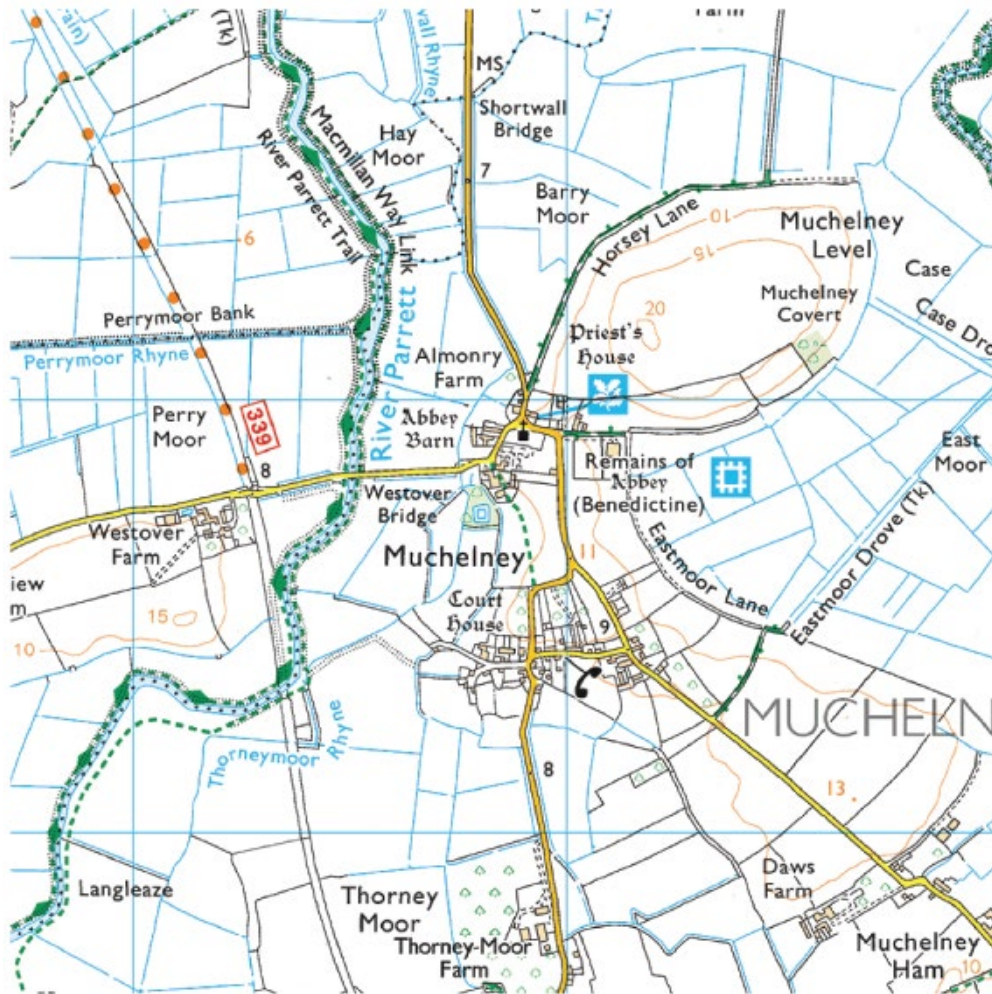 (Tk)
MS
Shortwall
Bridge
Hay
Moor
Macmillan Way Link
River Parrett Trail
7
Barry
Moor
Horsey Lane
10
15
20
Muchelney
Level
6
Case
Muchelney
Covert
Perrymoor Bank
Perrymoor Rhyne
River Parrett
Almonry
Farm
Priest's
House
Perry
Moor
339
Abbey
Barn
8
Remains of
Abbey
(Benedictine)
East
Moor
Westover
Bridge
Westover
Farm
Muchelney
11
Eastmoor Lane
Eastmoor Drove (Tk)
15
10
Court
House
9
MUCHELN
Thorneymoor Rhyne
8
13
Langleaze
Thorney
Moor
Daws
Farm
Thorney-Moor
Farm
Muchelney
Ham
10